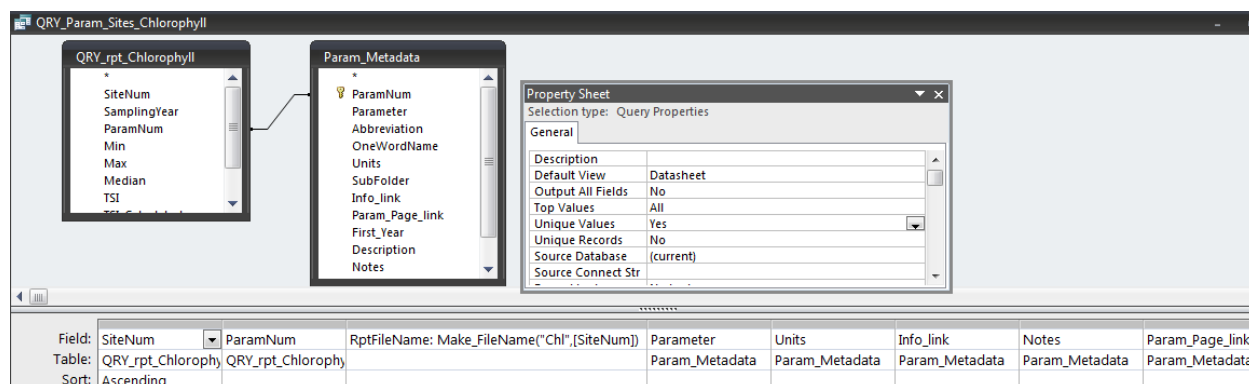 QRY_Param_Sites_Chlorophyll
QRY_rpt_Chlorophyll
*
SiteNum
SamplingYear
ParamNum
Min
Max
Median
TSI
Param_Metadata
*
ParamNum
Parameter
Abbreviation
OneWordName
Units
SubFolder
Info_link
Param_Page_link
First_Year
Description
Notes
Property Sheet
Selection type: Query Properties
General
Description
Default View Datasheet
Output All Fields No
Top Values All
Unique Values Yes
Unique Records No
Source Database (current)
Source Connect Str
Field: SiteNum ParamNum RptFileName: Make_FileName("Chl",[SiteNum]) Parameter Units Info_link Notes Param_Page_link
Table: QRY_rpt_Chlorophy QRY_rpt_Chlorophy Param_Metadata Param_Metadata Param_Metadata Param_Metadata Param_Metadata
Sort: Ascending